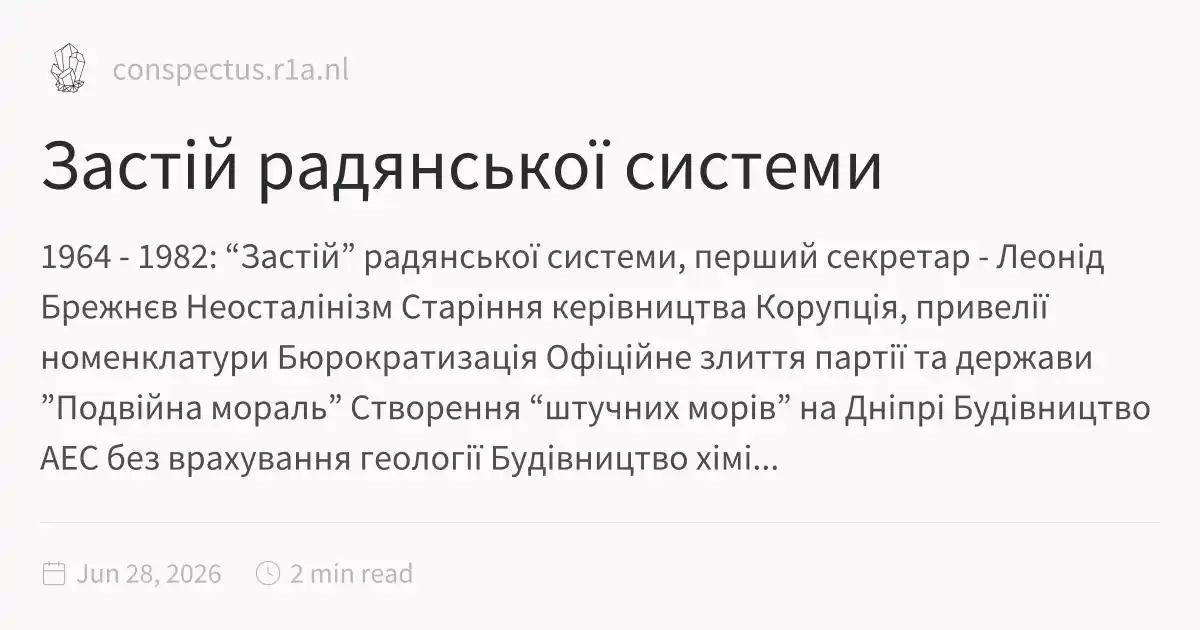 conspectus.r1a.nl
Застій радянської системи
1964 - 1982: “Застій” радянської системи, перший секретар - Леонід
Брежнєв Неосталінізм Старіння керівництва Корупція, привелії
номенклатури Бюрократизація Офіційне злиття партії та держави
”Подвійна мораль” Створення “штучних морів” на Дніпрі Будівництво
АЕС без врахування геології Будівництво хімі...
Jun 28, 2026 2 min read